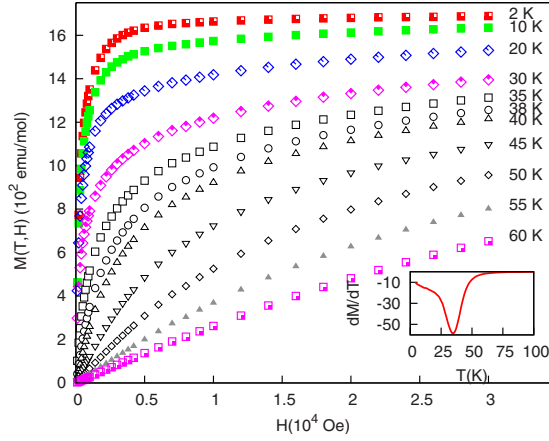 M(T,H) (10² emu/mol)
16
14
12
10
8
6
4
2
0
2 K
10 K
20 K
30 K
35 K
38 K
40 K
45 K
50 K
55 K
60 K
dM/dT
-10
-30
-50
0 25 50 75 100
T(K)
0 0.5 1 1.5 2 2.5 3
H(10⁴ Oe)